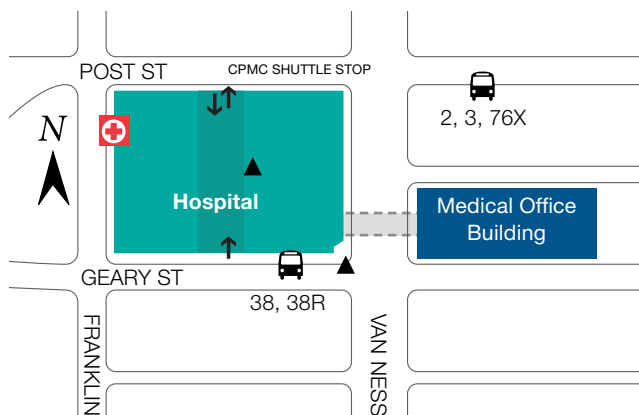 POST ST
CPMC SHUTTLE STOP
2, 3, 76X
N
Hospital
Medical Office
Building
GEARY ST
38, 38R
FRANKLIN
VAN NESS